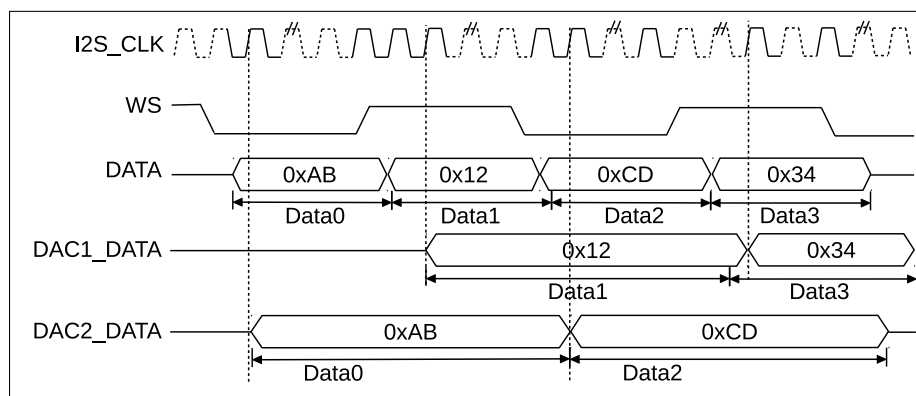 I2S_CLK
WS
DATA 0xAB 0x12 0xCD 0x34
Data0 Data1 Data2 Data3
DAC1_DATA 0x12 0x34
Data1 Data3
DAC2_DATA 0xAB 0xCD
Data0 Data2